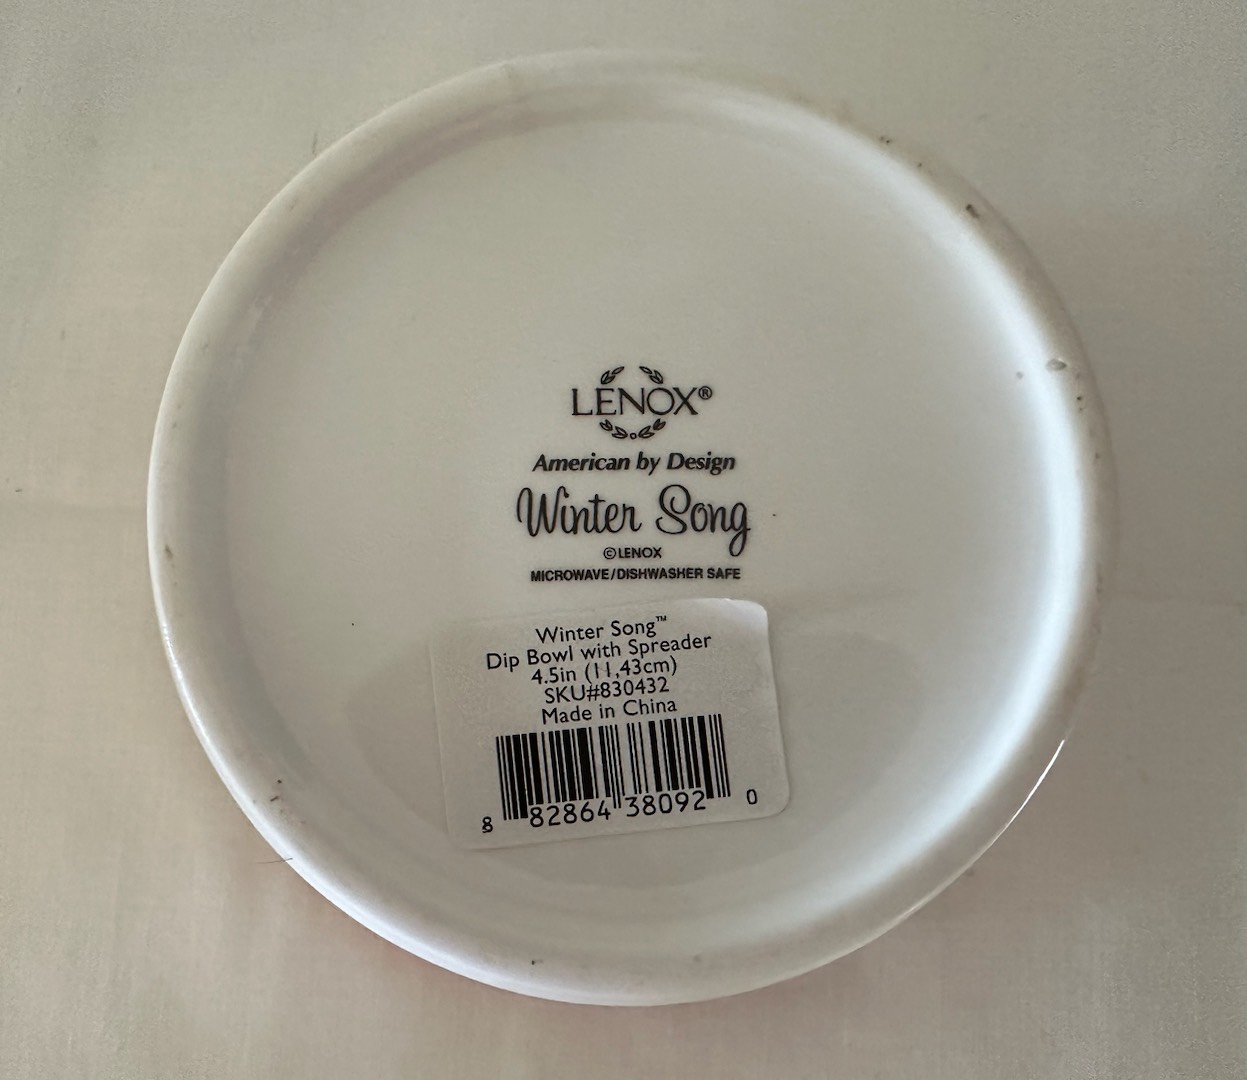 LENOX®
American by Design
Winter Song
©LENOX
MICROWAVE/DISHWASHER SAFE
Winter Song™
Dip Bowl with Spreader
4.5in (11,43cm)
SKU#830432
Made in China
8 82864 38092 0